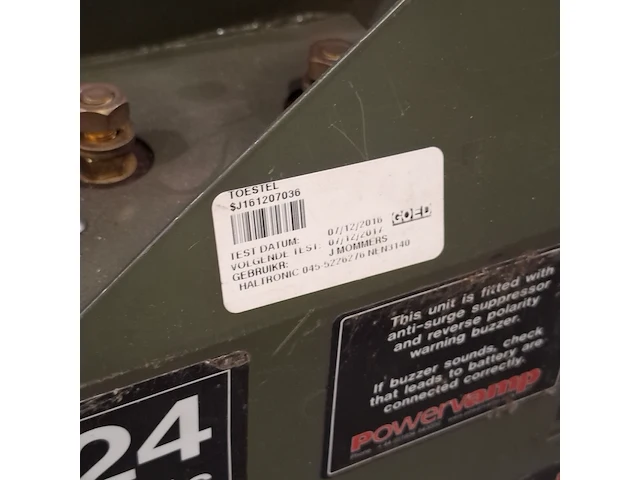 TOESTEL
$J161207036
TEST DATUM: 07/12/2016 GOED
VOLGENDE TEST: 07/12/2017
GEBRUIKR: J MOMMERS
HALTRONIC 045-5226276 NEN3140
This unit is fitted with
anti-surge suppressor
and reverse polarity
warning buzzer.
If buzzer sounds, check
that leads to battery are
connected correctly.
powervamp
24